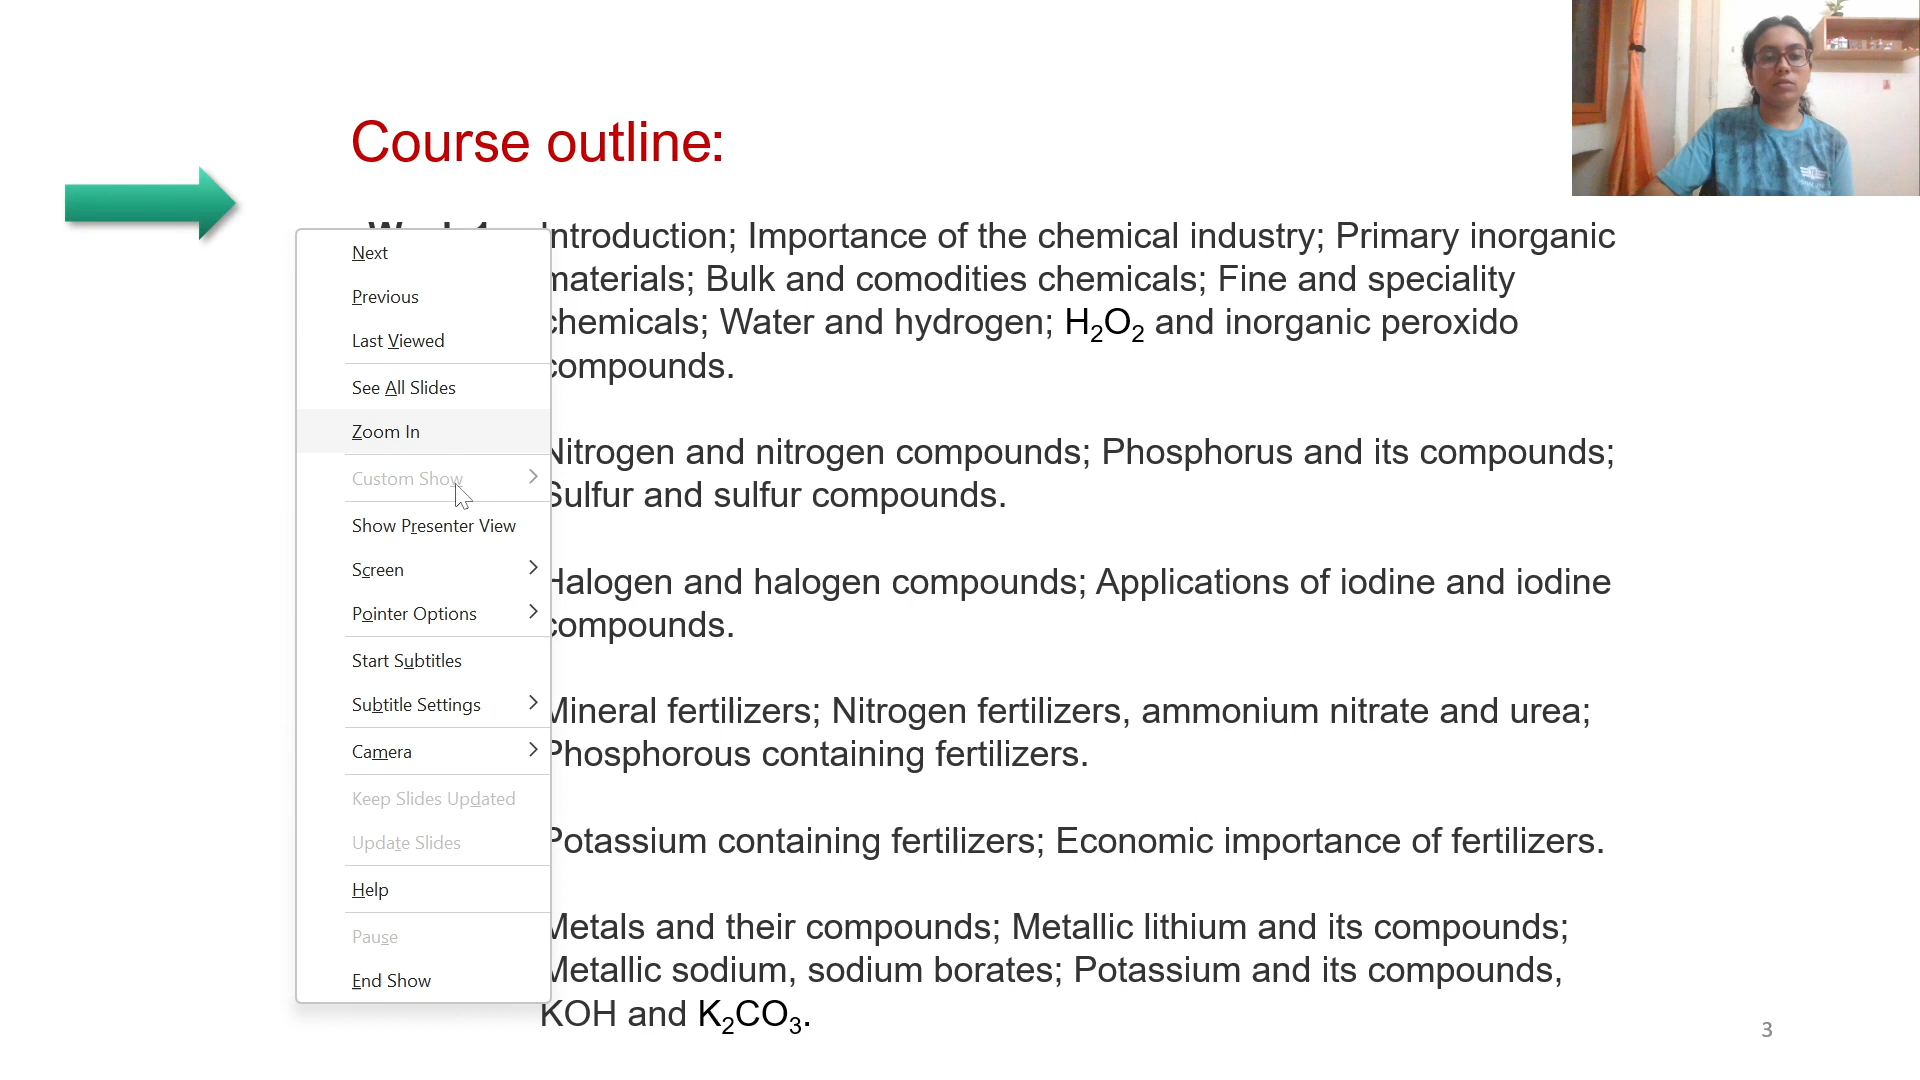 Course outline:
Introduction; Importance of the chemical industry; Primary inorganic
materials; Bulk and comodities chemicals; Fine and speciality
chemicals; Water and hydrogen; H₂O₂ and inorganic peroxido
compounds.
Nitrogen and nitrogen compounds; Phosphorus and its compounds;
Sulfur and sulfur compounds.
Halogen and halogen compounds; Applications of iodine and iodine
compounds.
Mineral fertilizers; Nitrogen fertilizers, ammonium nitrate and urea;
Phosphorous containing fertilizers.
Potassium containing fertilizers; Economic importance of fertilizers.
Metals and their compounds; Metallic lithium and its compounds;
Metallic sodium, sodium borates; Potassium and its compounds,
KOH and K₂CO₃.
Next
Previous
Last Viewed
See All Slides
Zoom In
Custom Show
Show Presenter View
Screen
Pointer Options
Start Subtitles
Subtitle Settings
Camera
Keep Slides Updated
Update Slides
Help
Pause
End Show
3